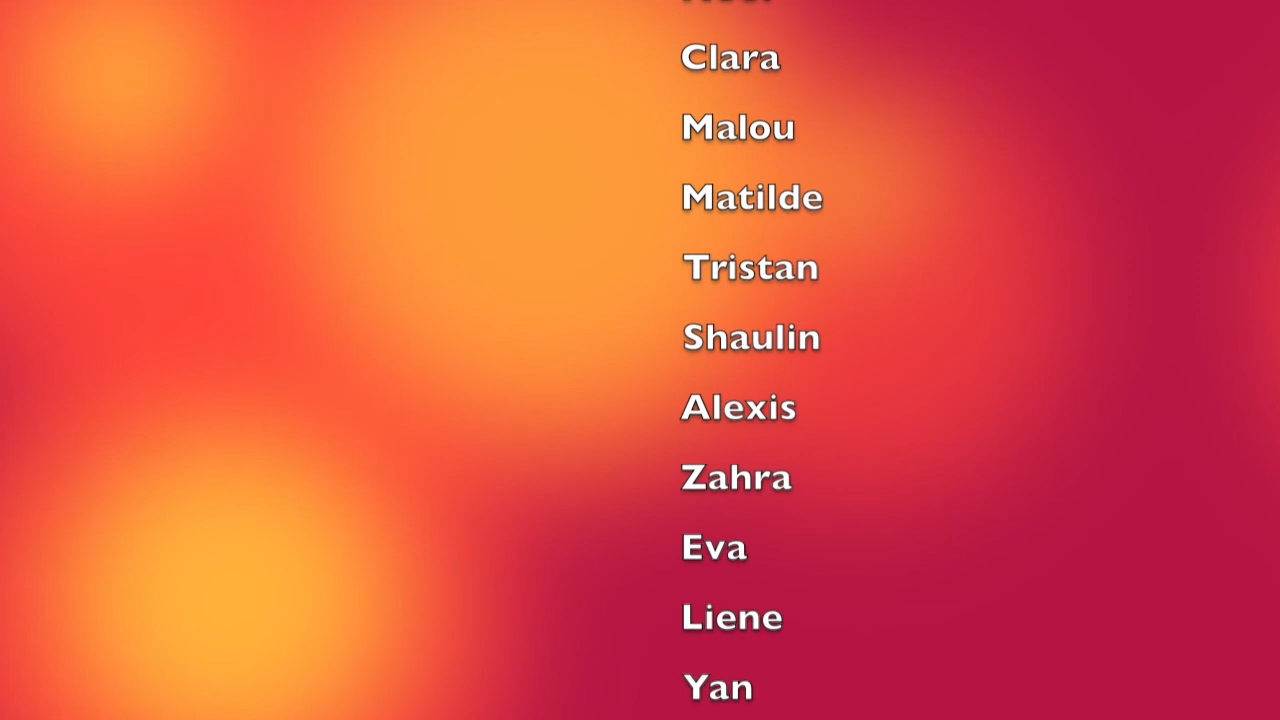 Clara
Malou
Matilde
Tristan
Shaulin
Alexis
Zahra
Eva
Liene
Yan